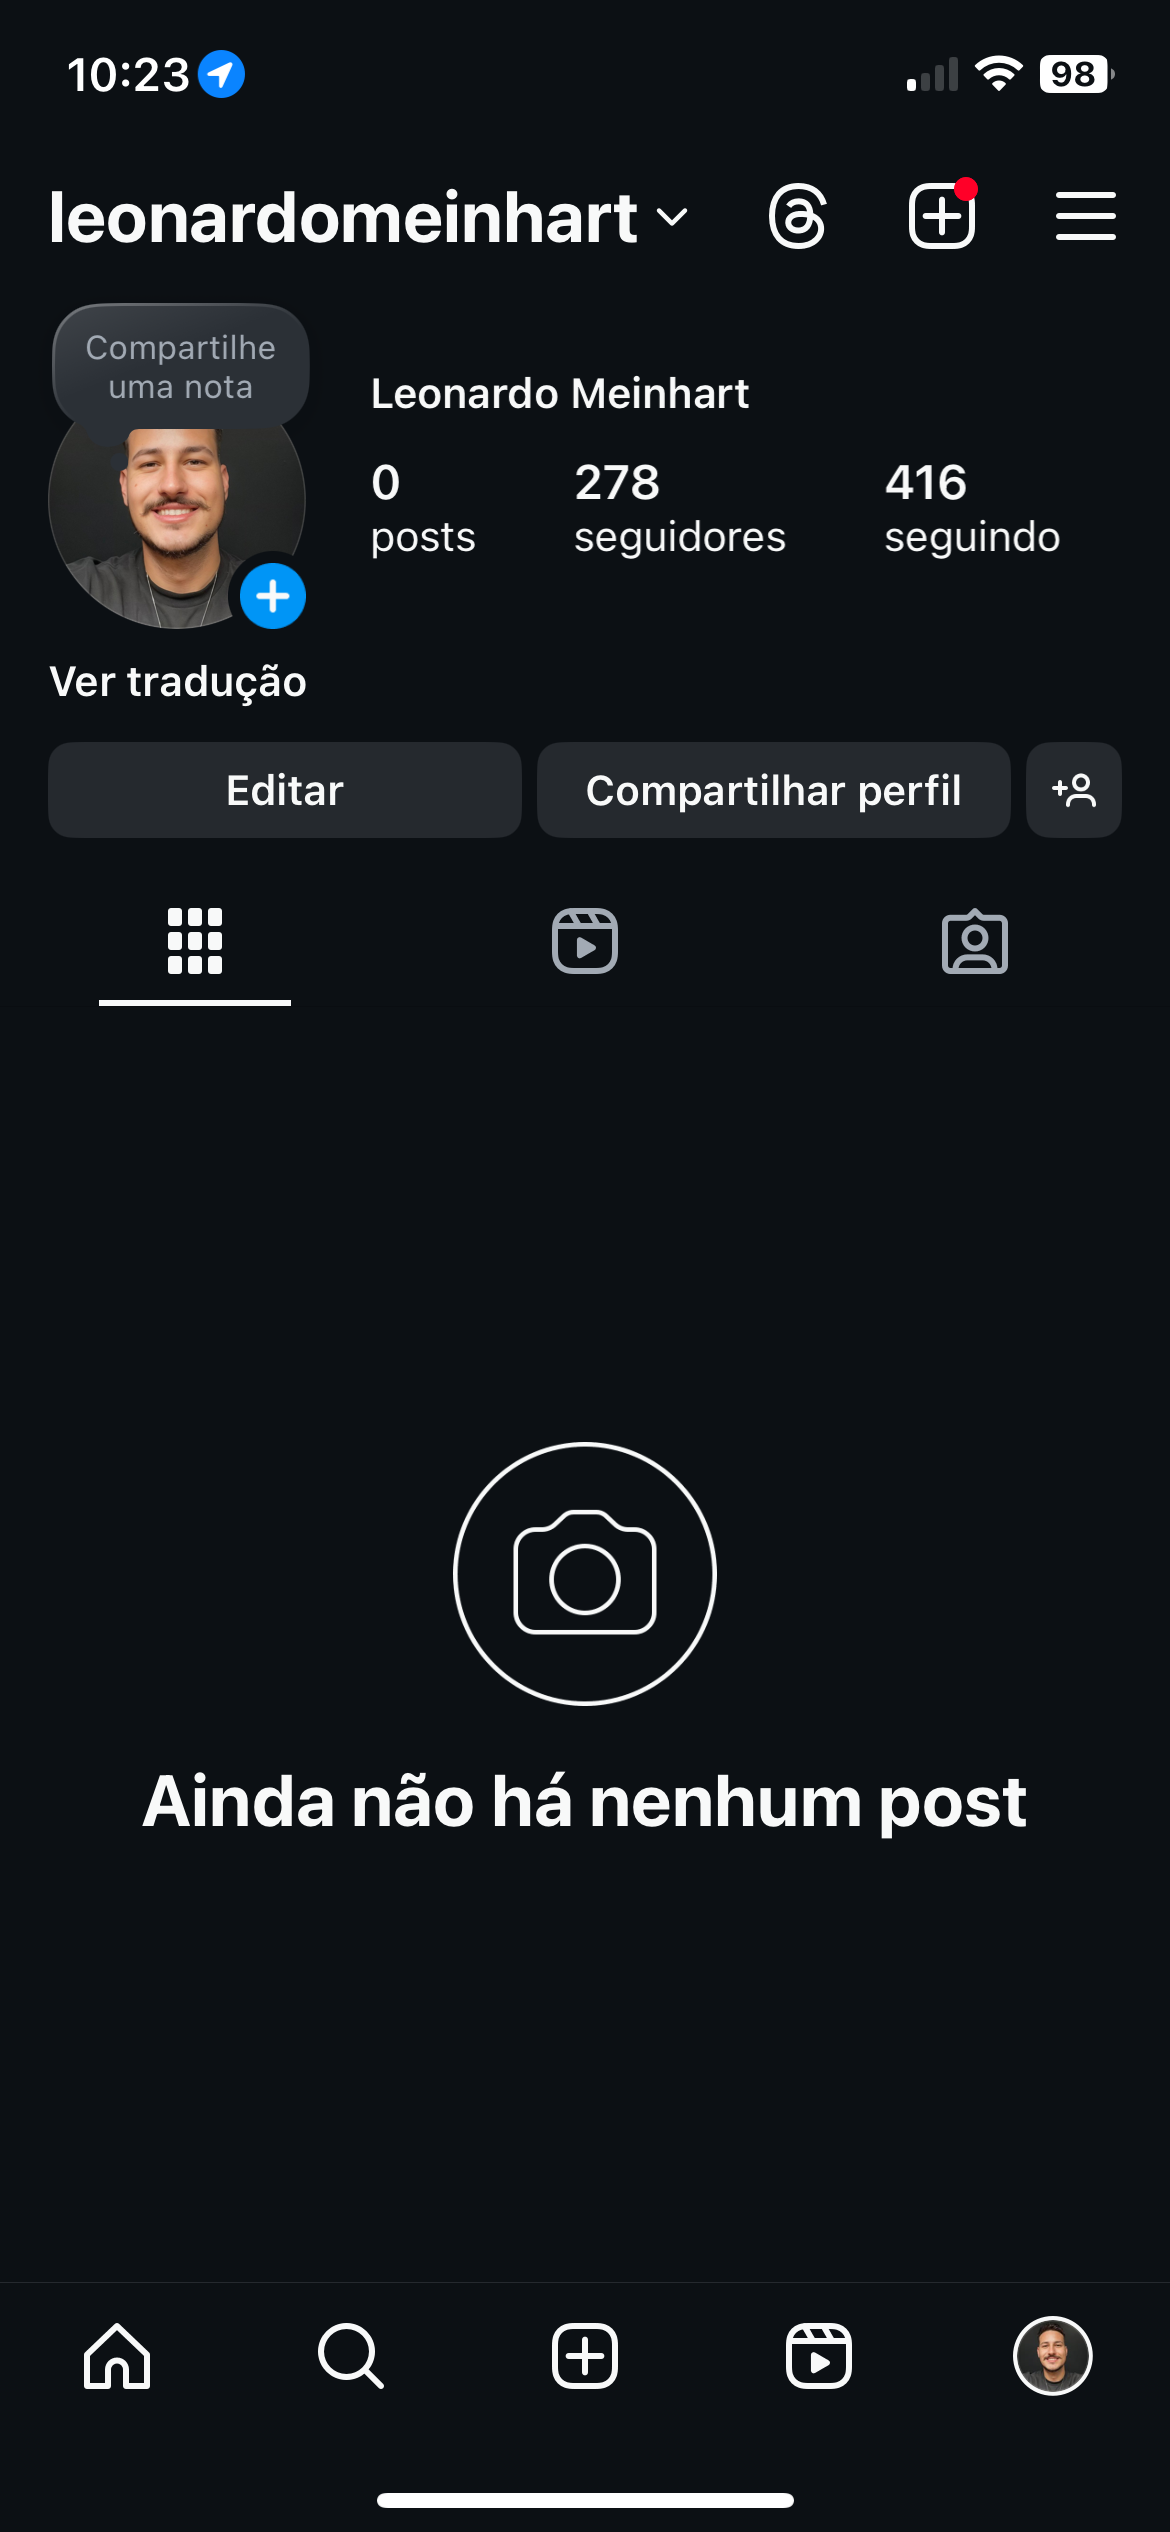 10:23
98
leonardomeinhart
Compartilhe
uma nota
Leonardo Meinhart
0 278 416
posts seguidores seguindo
Ver tradução
Editar Compartilhar perfil
Ainda não há nenhum post